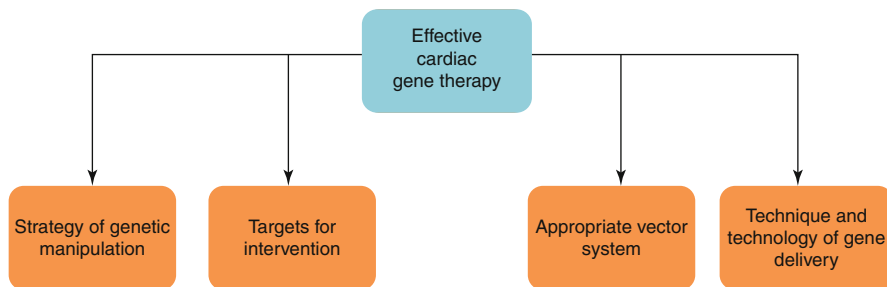 Effective
cardiac
gene therapy
Strategy of genetic
manipulation
Targets for
intervention
Appropriate vector
system
Technique and
technology of gene
delivery